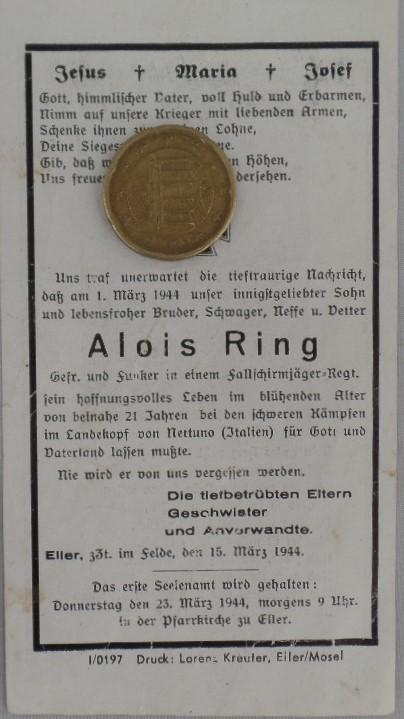 Jesus † Maria † Josef
Gott, himmlischer Vater, voll Huld und Erbarmen,
Nimm auf unsere Krieger mit liebenden Armen,
Schenke ihnen Lohne,
Deine
Gib, daß Höhen,
Uns
Uns traf unerwartet die tieftraurige Nachricht,
daß am 1. März 1944 unser innigstgeliebter Sohn
und lebensfroher Bruder, Schwager, Neffe u. Vetter
Alois Ring
Gefr. und Funker in einem Fallschirmjäger-Regt.
sein hoffnungsvolles Leben im blühenden Alter
von beinahe 21 Jahren bei den schweren Kämpfen
im Landekopf von Nettuno (Italien) für Gott und
Vaterland lassen mußte.
Nie wird er von uns vergessen werden.
Die tiefbetrübten Eltern
Geschwister
und Anverwandte.
Eller, zZt. im Felde, den 15. März 1944.
Das erste Seelenamt wird gehalten:
Donnerstag den 23. März 1944, morgens 9 Uhr.
in der Pfarrkirche zu Eller.
I/0197 Druck: Lorenz Kreuter, Eller/Mosel